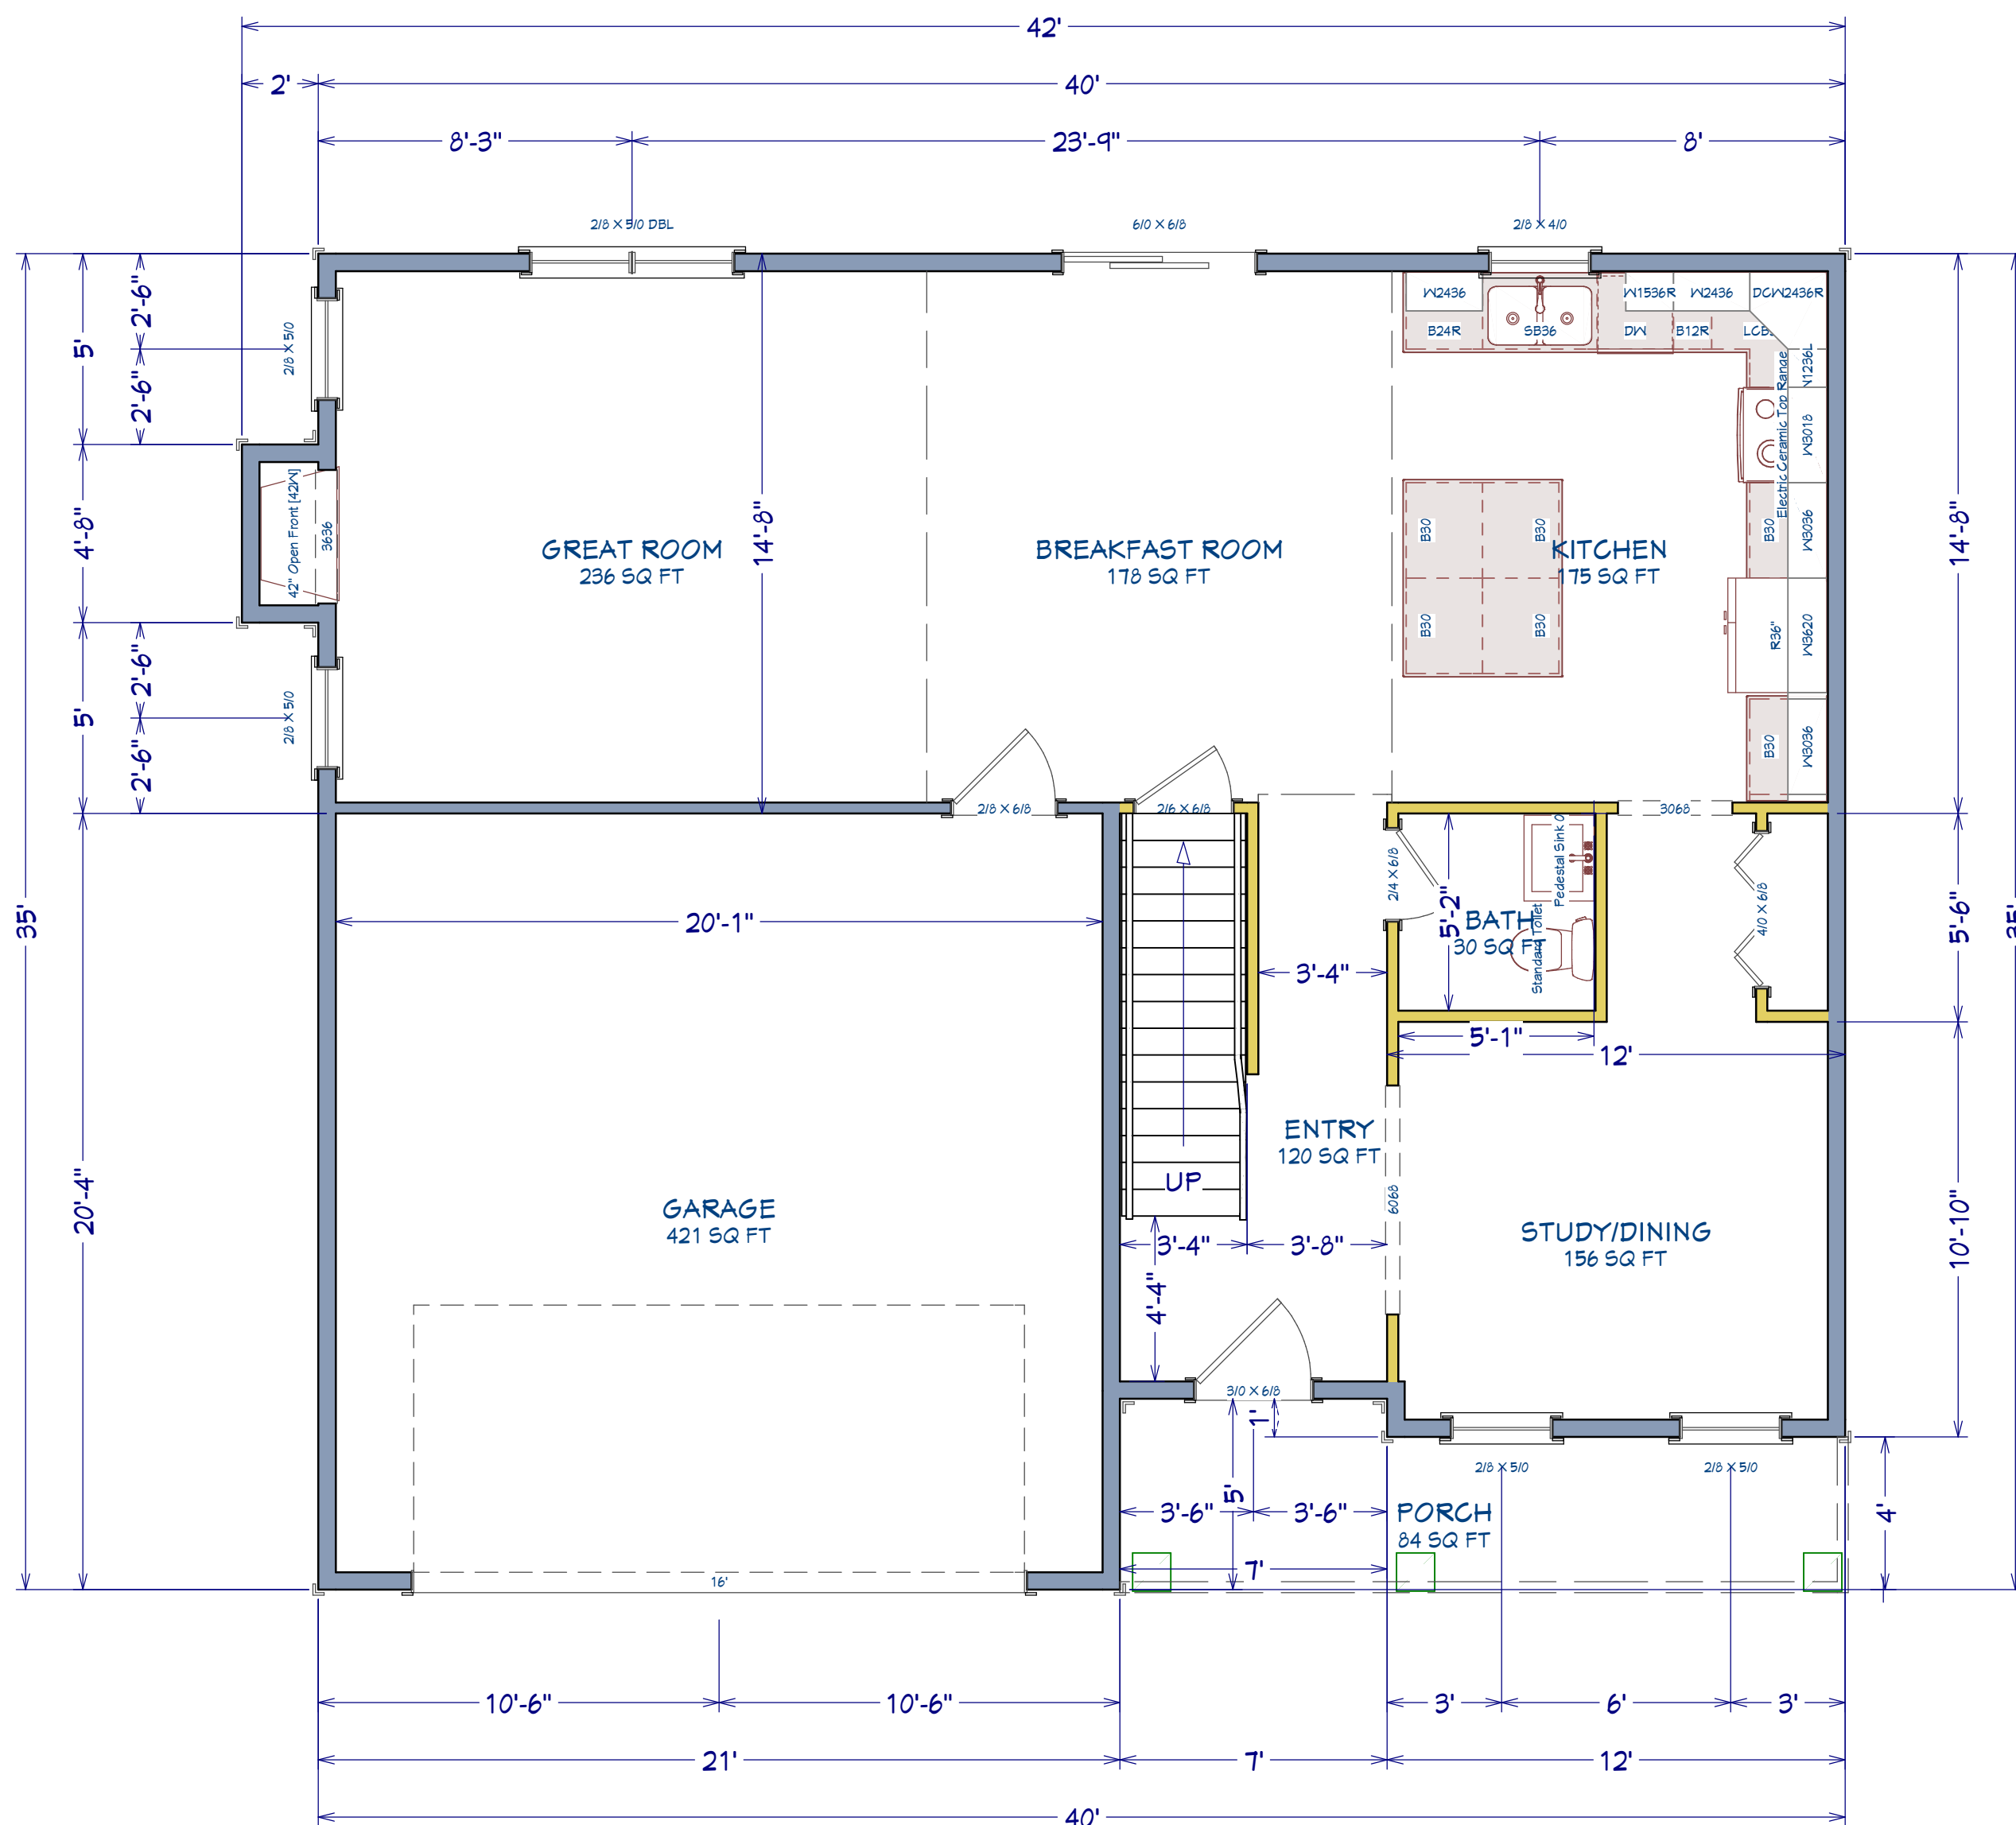 42'
2'
40'
8'-3"
23'-9"
8'
2/8 X 5/0 DBL
6/0 X 6/8
2/8 X 4/0
W2436
W1536R
W2436
DCW2436R
B24R
SB36
DW
B12R
2'-6"
2/8 X 5/0
5'
2'-6"
Electric Ceramic Top Range
W3018
42" Open Front [42W]
3636
4'-8"
14'-8"
GREAT ROOM
236 SQ FT
BREAKFAST ROOM
178 SQ FT
B30
B30
KITCHEN
175 SQ FT
B30
W3036
14'-8"
B30
B30
R36"
W3620
2'-6"
2/8 X 5/0
5'
2'-6"
B30
W3036
2/8 X 6/8
2/6 X 6/8
3068
35'
20'-1"
2/4 X 6/8
5'-2"
BATH
30 SQ FT
Pedestal Sink
Standard Toilet
4/0 X 6/8
5'-6"
35'
3'-4"
5'-1"
12'
ENTRY
120 SQ FT
UP
6068
20'-4"
GARAGE
421 SQ FT
STUDY/DINING
156 SQ FT
10'-10"
3'-4"
3'-8"
4'-4"
3/0 X 6/8
1'
2/8 X 5/0
2/8 X 5/0
5'
3'-6"
3'-6"
PORCH
84 SQ FT
4'
7'
16'
10'-6"
10'-6"
3'
6'
3'
21'
7'
12'
40'